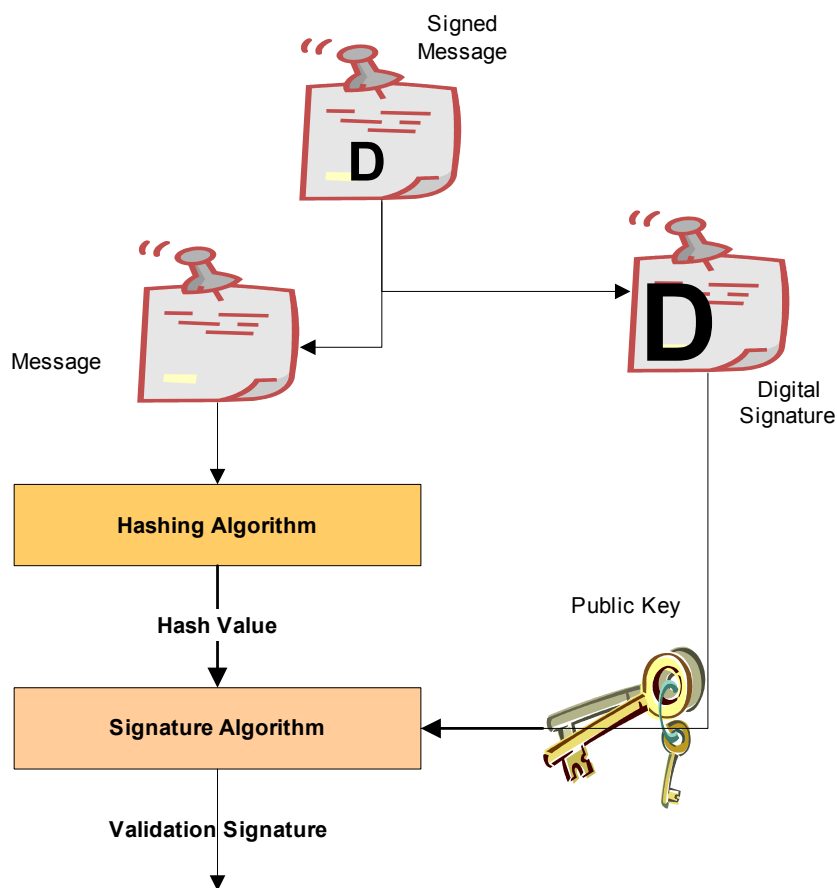 Signed
Message
D
D
Message
Digital
Signature
Hashing Algorithm
Public Key
Hash Value
Signature Algorithm
Validation Signature